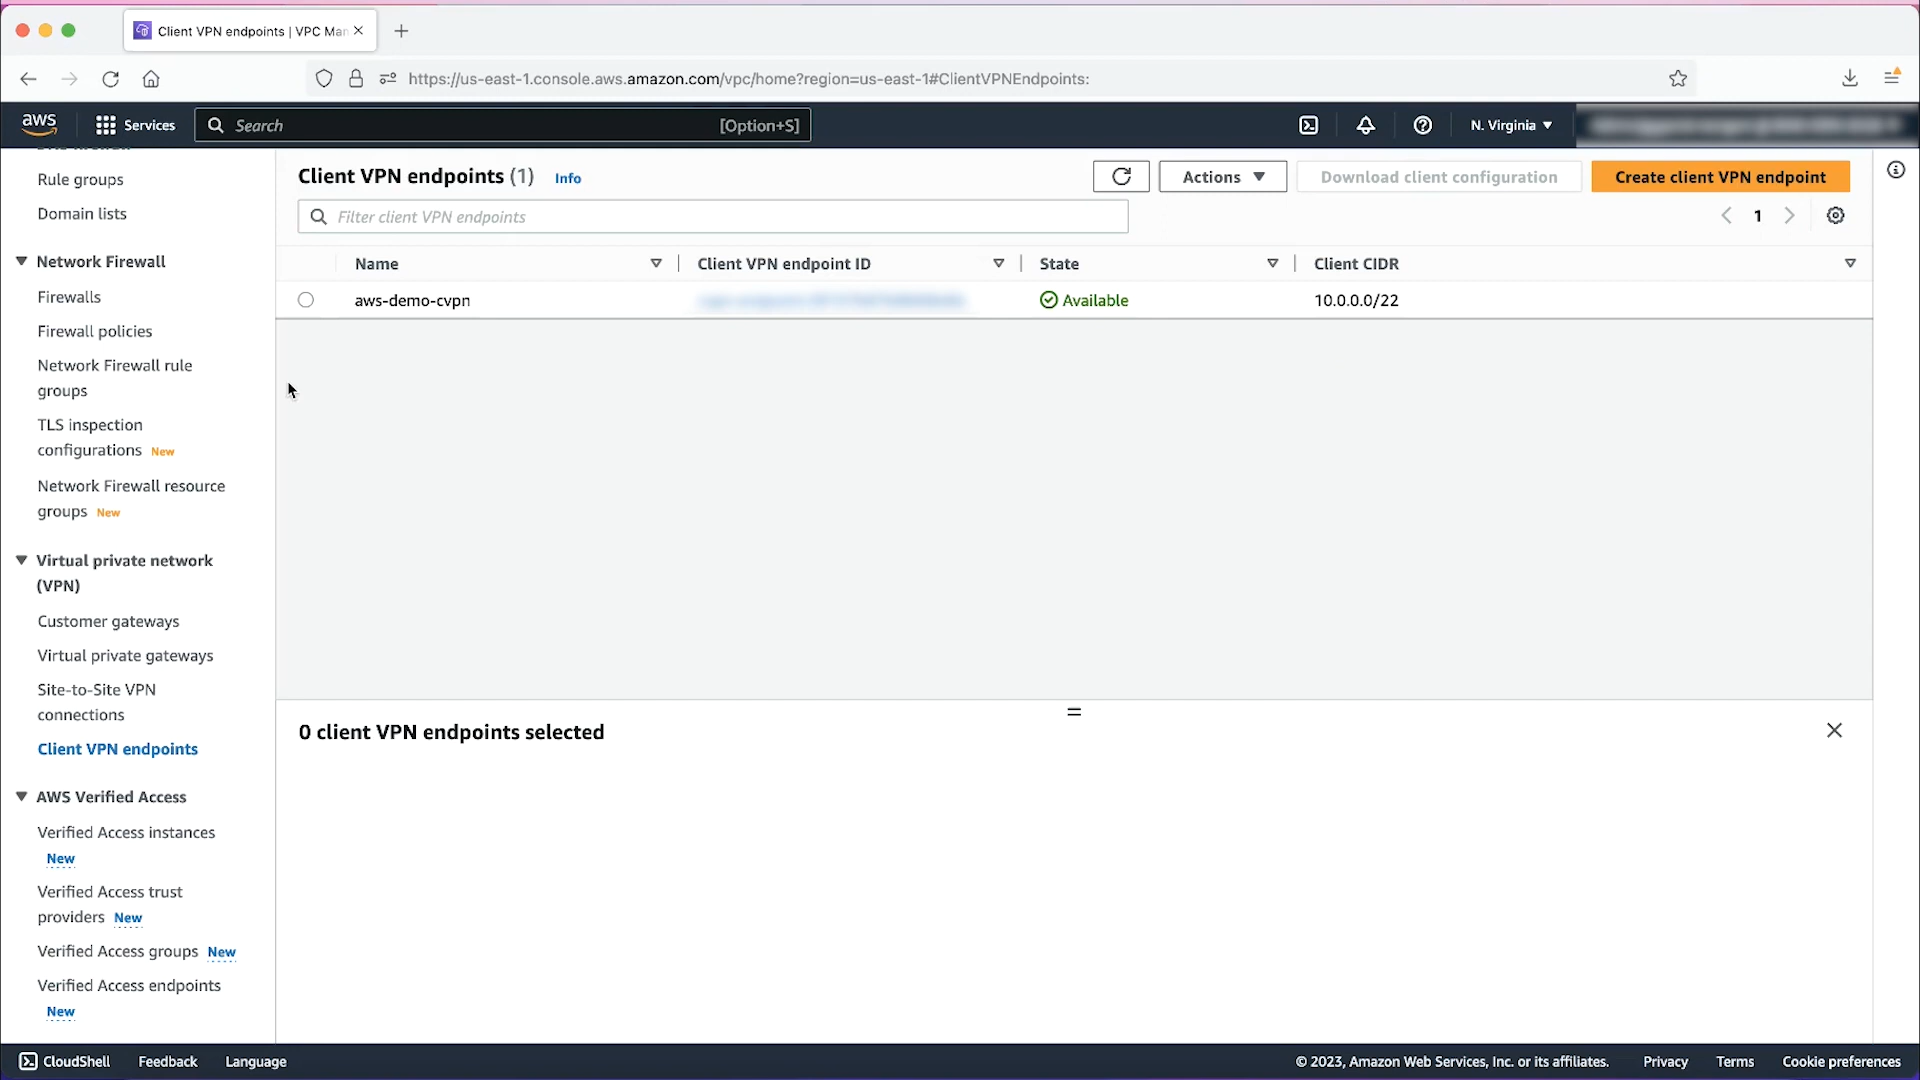 Client VPN endpoints | VPC Man
https://us-east-1.console.aws.amazon.com/vpc/home?region=us-east-1#ClientVPNEndpoints:
aws
Services
Search
[Option+S]
N. Virginia
Rule groups
Domain lists
Network Firewall
Firewalls
Firewall policies
Network Firewall rule
groups
TLS inspection
configurations New
Network Firewall resource
groups New
Virtual private network
(VPN)
Customer gateways
Virtual private gateways
Site-to-Site VPN
connections
Client VPN endpoints
AWS Verified Access
Verified Access instances
New
Verified Access trust
providers New
Verified Access groups New
Verified Access endpoints
New
Client VPN endpoints (1) Info
Actions
Download client configuration
Create client VPN endpoint
Filter client VPN endpoints
1
Name
Client VPN endpoint ID
State
Client CIDR
aws-demo-cvpn
Available
10.0.0.0/22
0 client VPN endpoints selected
CloudShell
Feedback
Language
© 2023, Amazon Web Services, Inc. or its affiliates.
Privacy
Terms
Cookie preferences